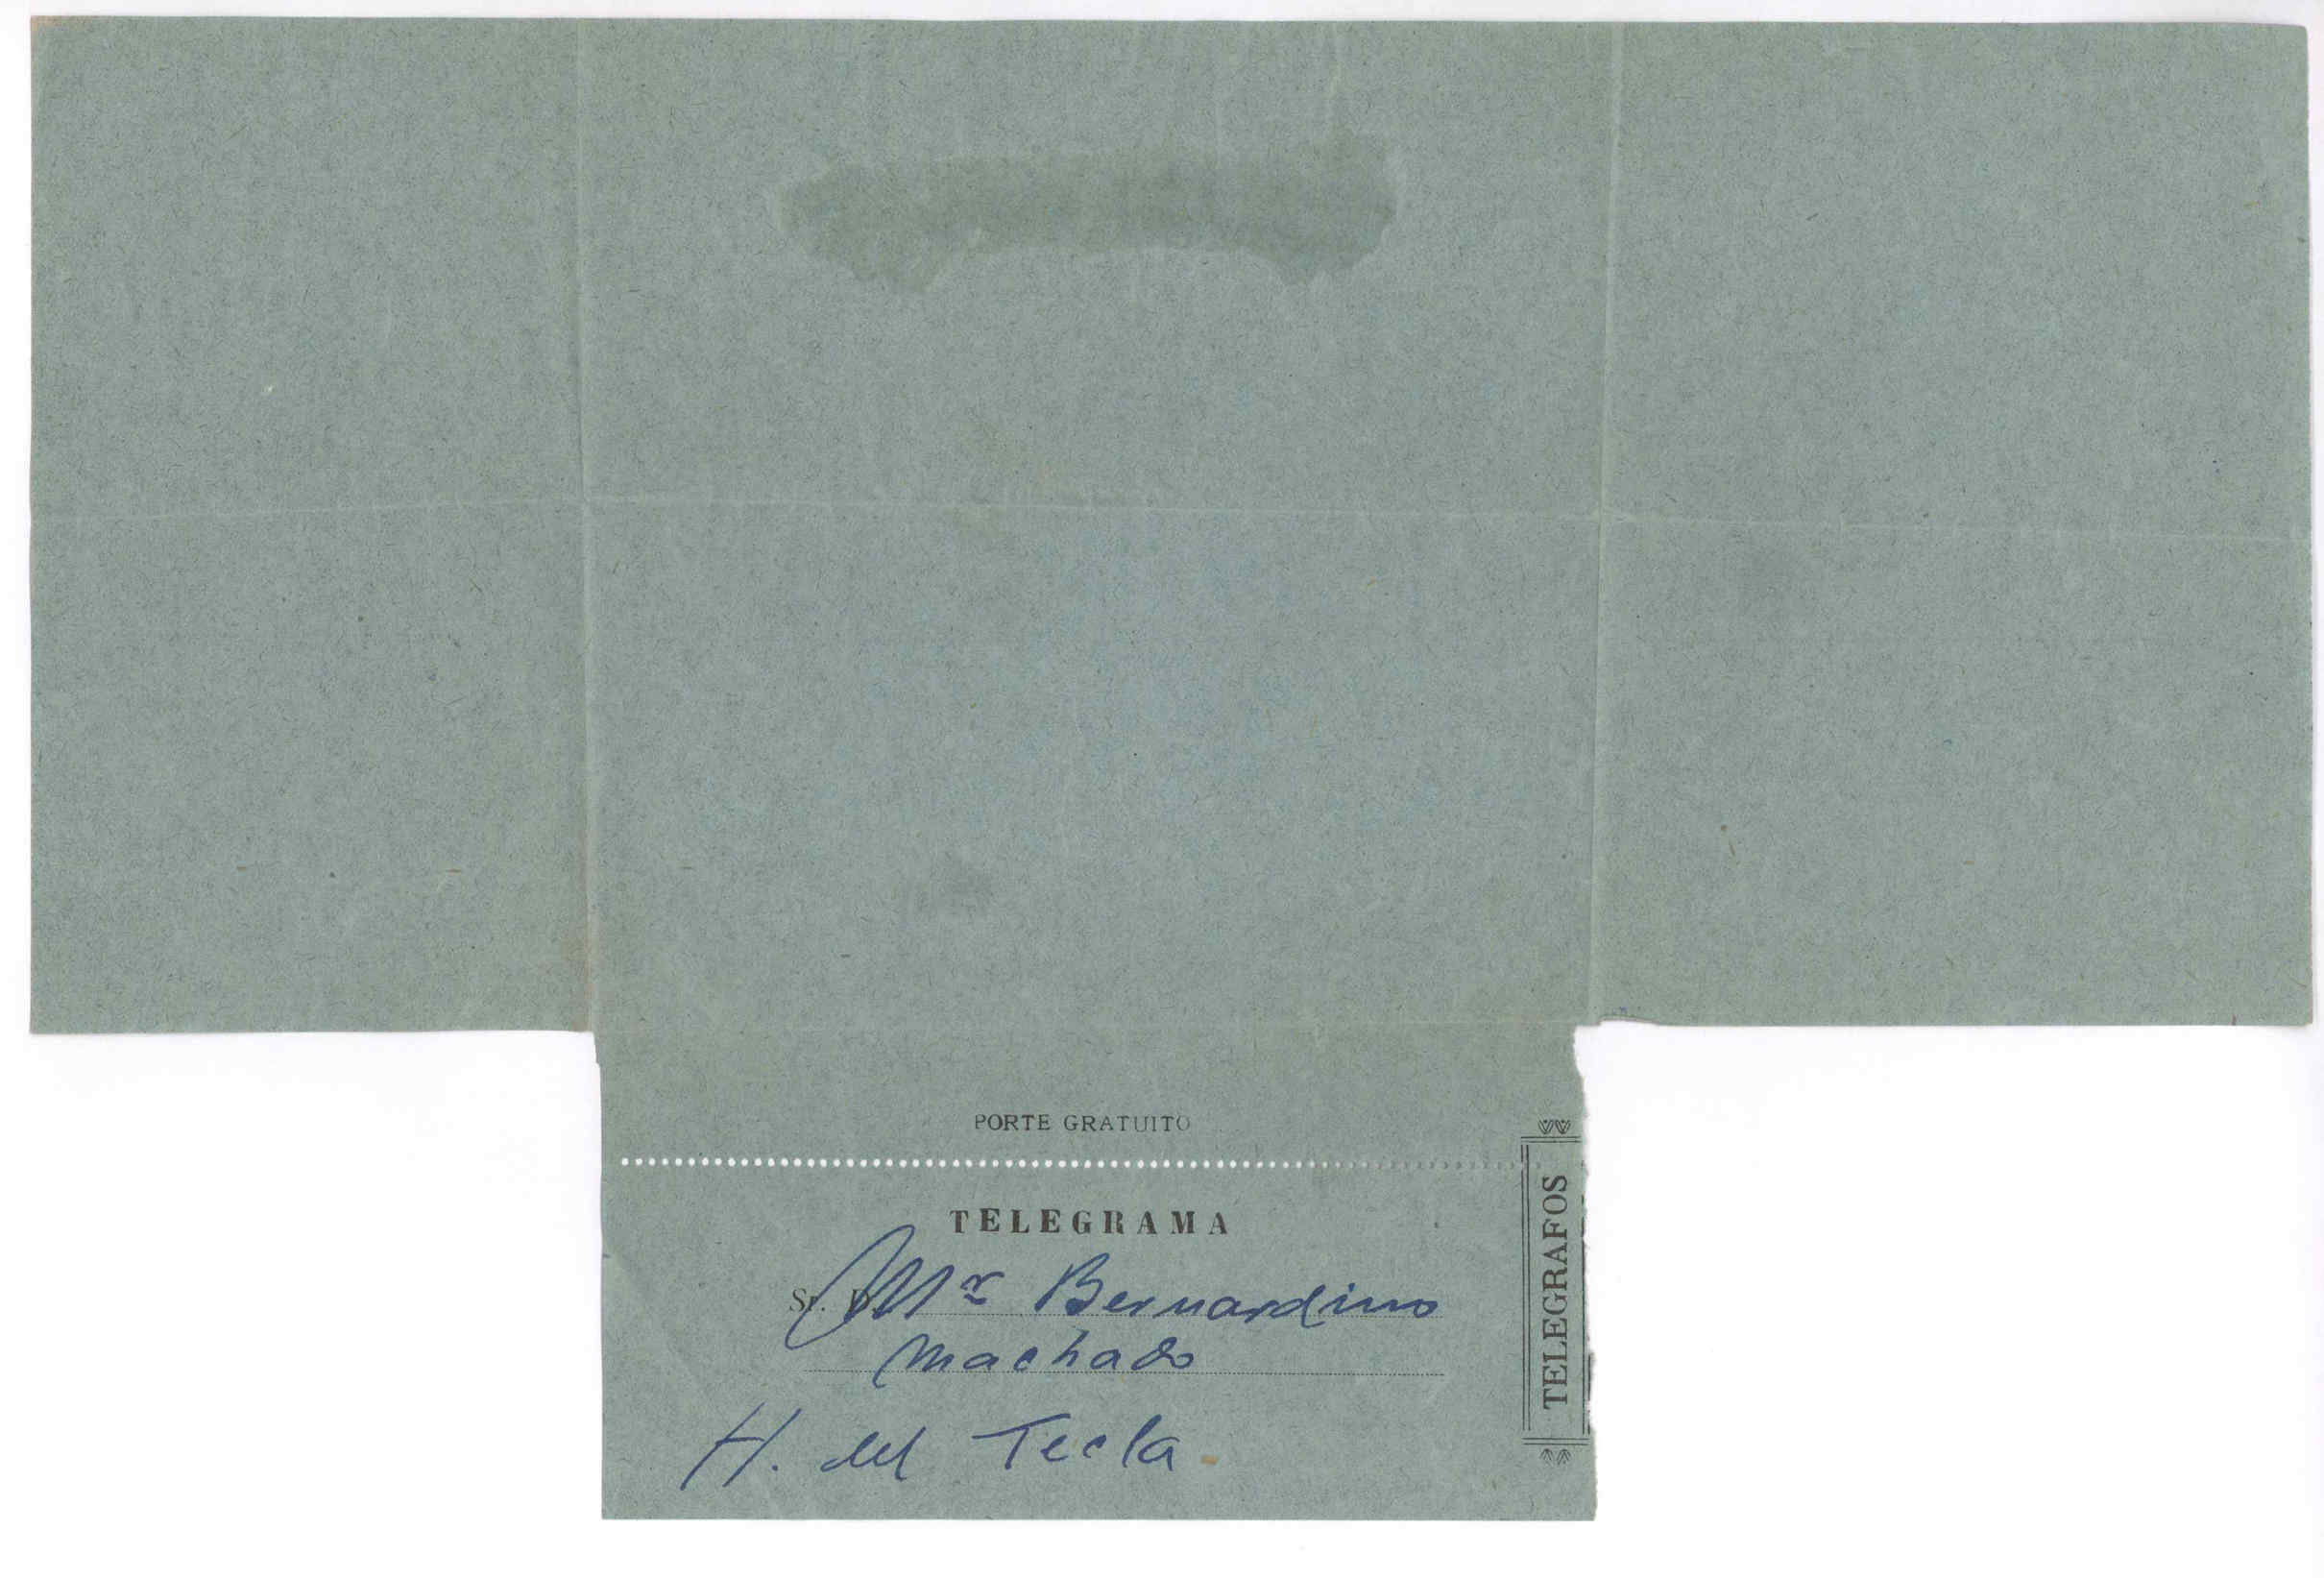 PORTE GRATUITO
TELEGRAMA
Sr. D. Mr Bernardino
Machado
H. del Tecla
TELEGRAFOS